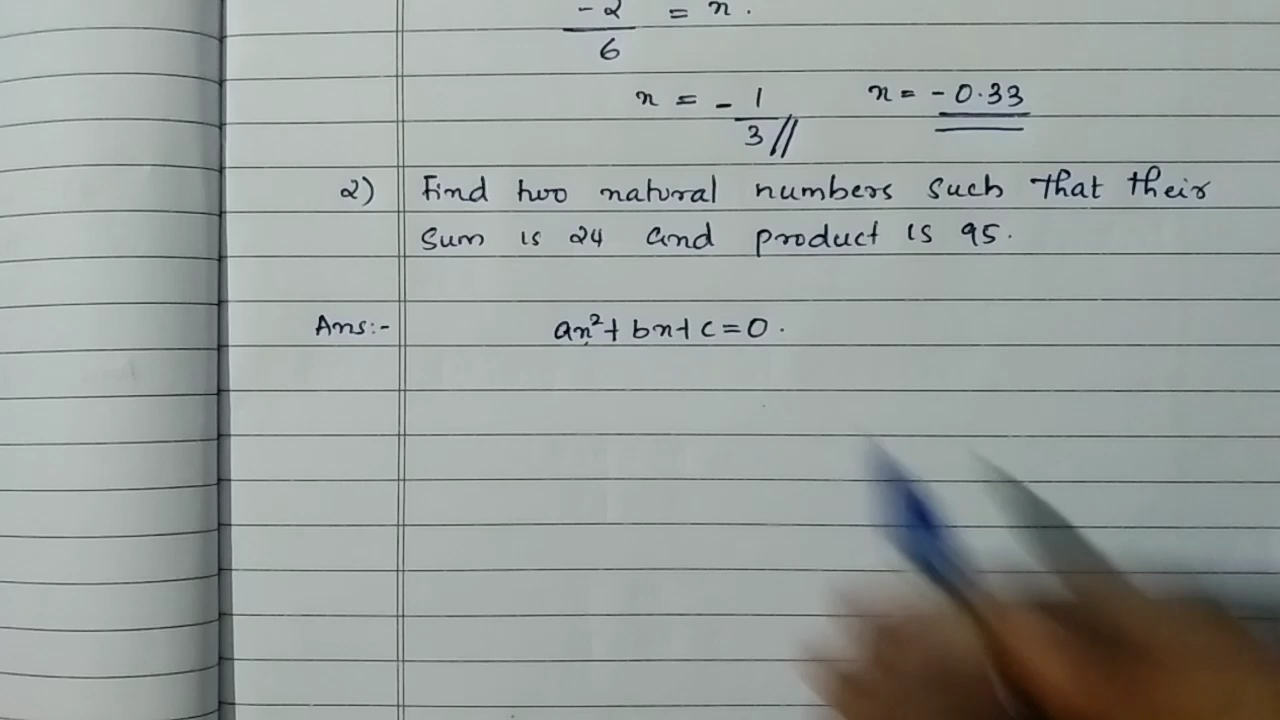 -2 = x.
6
x = - 1 x = - 0.33
3//
2) Find two natural numbers such that their
Sum is 24 and product is 95.
Ans:- ax²+ bx+ c = 0.